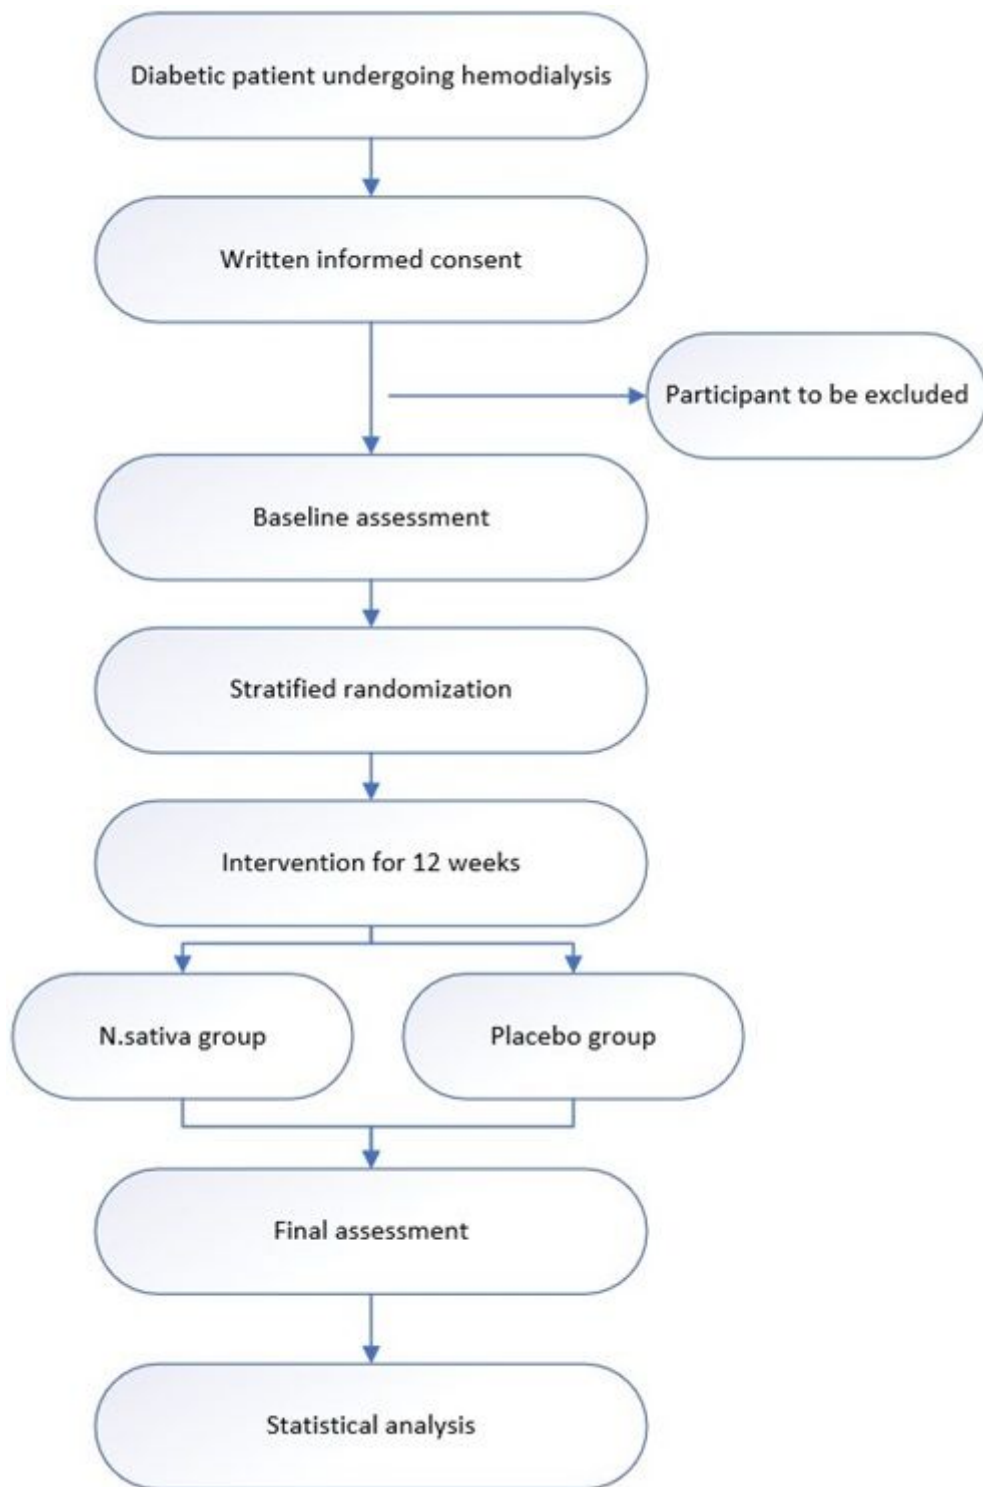 Diabetic patient undergoing hemodialysis
Written informed consent
Participant to be excluded
Baseline assessment
Stratified randomization
Intervention for 12 weeks
N.sativa group
Placebo group
Final assessment
Statistical analysis